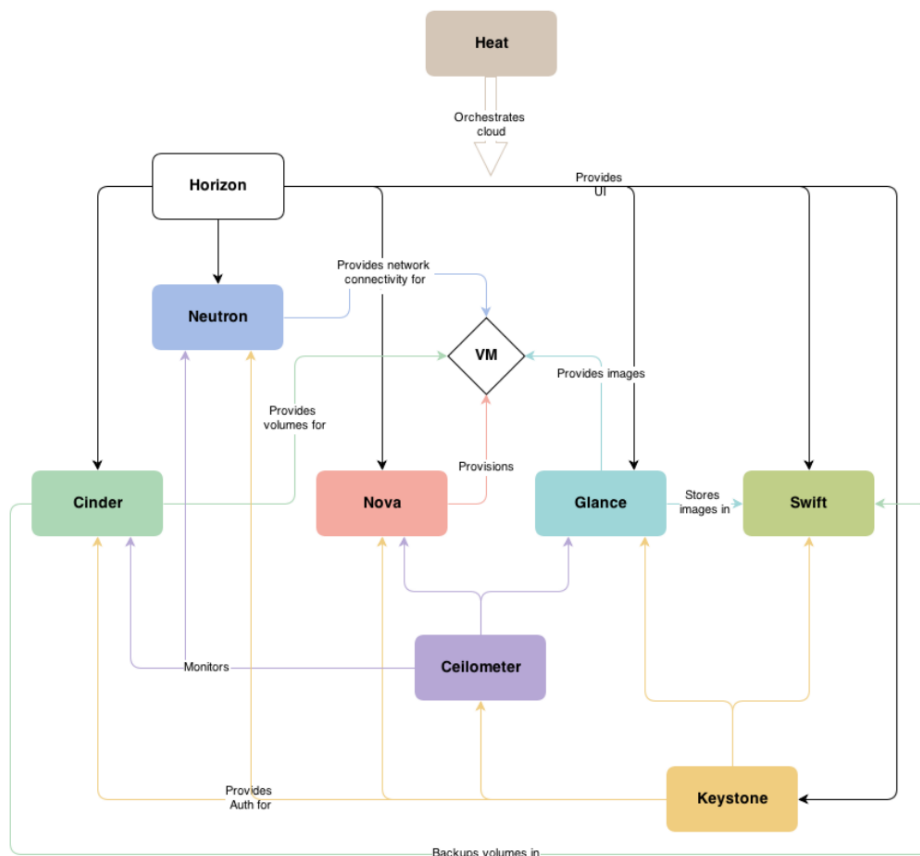 Heat
Orchestrates
cloud
Horizon
Provides
UI
Provides network
connectivity for
Neutron
VM
Provides images
Provides
volumes for
Provisions
Cinder
Nova
Glance
Stores
images in
Swift
Monitors
Ceilometer
Provides
Auth for
Keystone
Backups volumes in